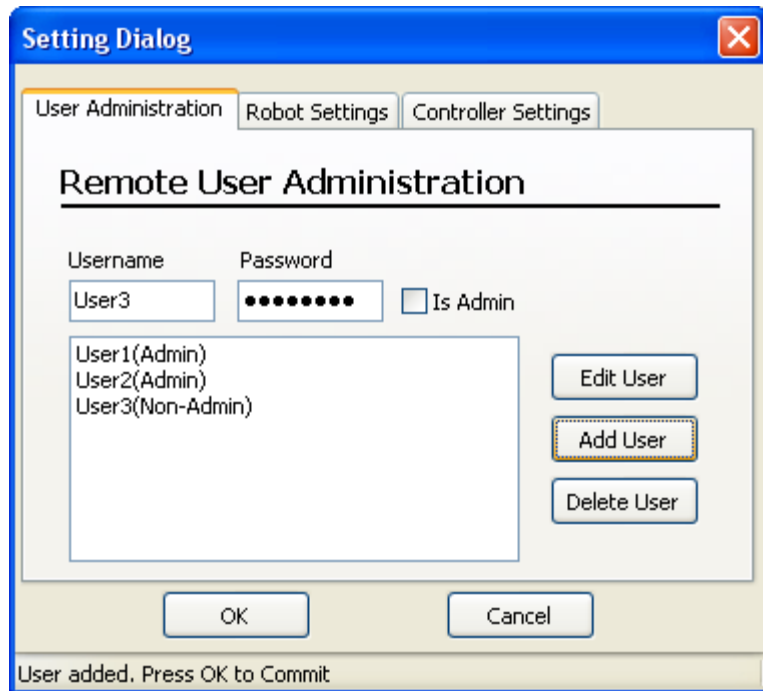 Setting Dialog
User Administration Robot Settings Controller Settings
Remote User Administration
Username Password
User3 ●●●●●●●● Is Admin
User1(Admin)
User2(Admin)
User3(Non-Admin)
Edit User
Add User
Delete User
OK Cancel
User added. Press OK to Commit